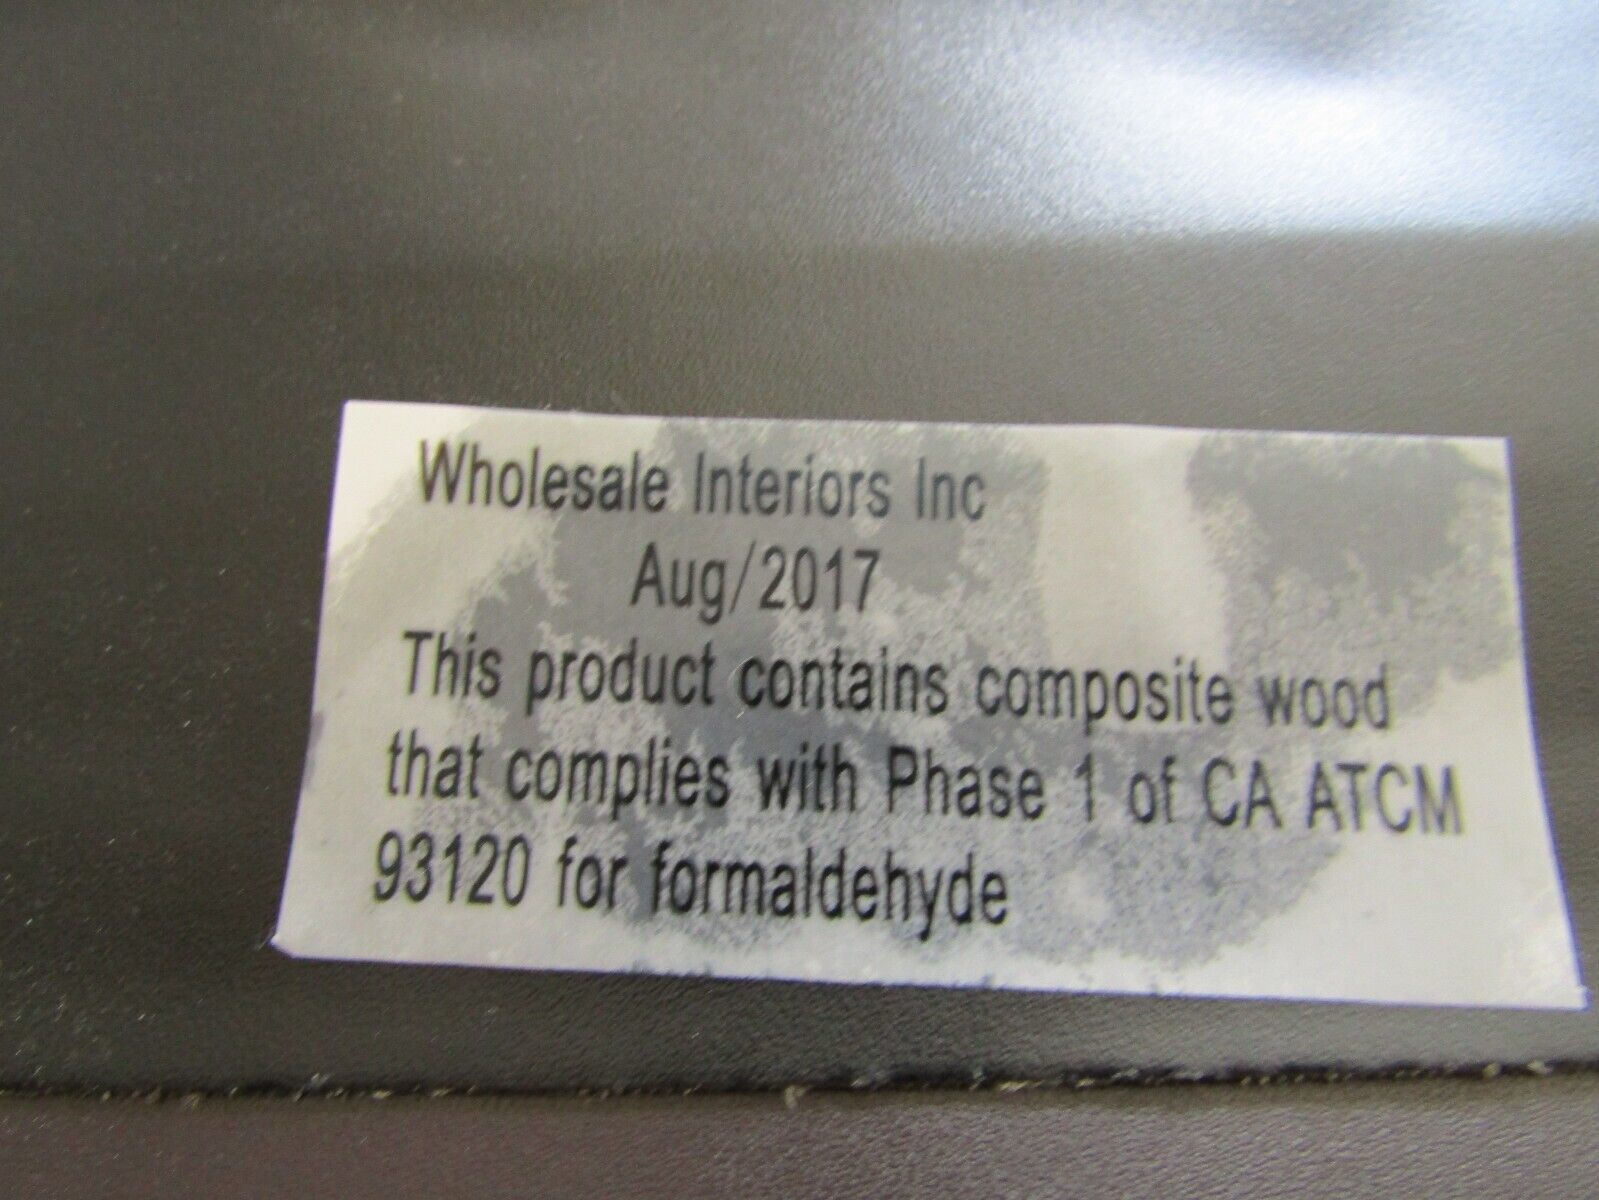 Wholesale Interiors Inc
Aug/2017
This product contains composite wood
that complies with Phase 1 of CA ATCM
93120 for formaldehyde